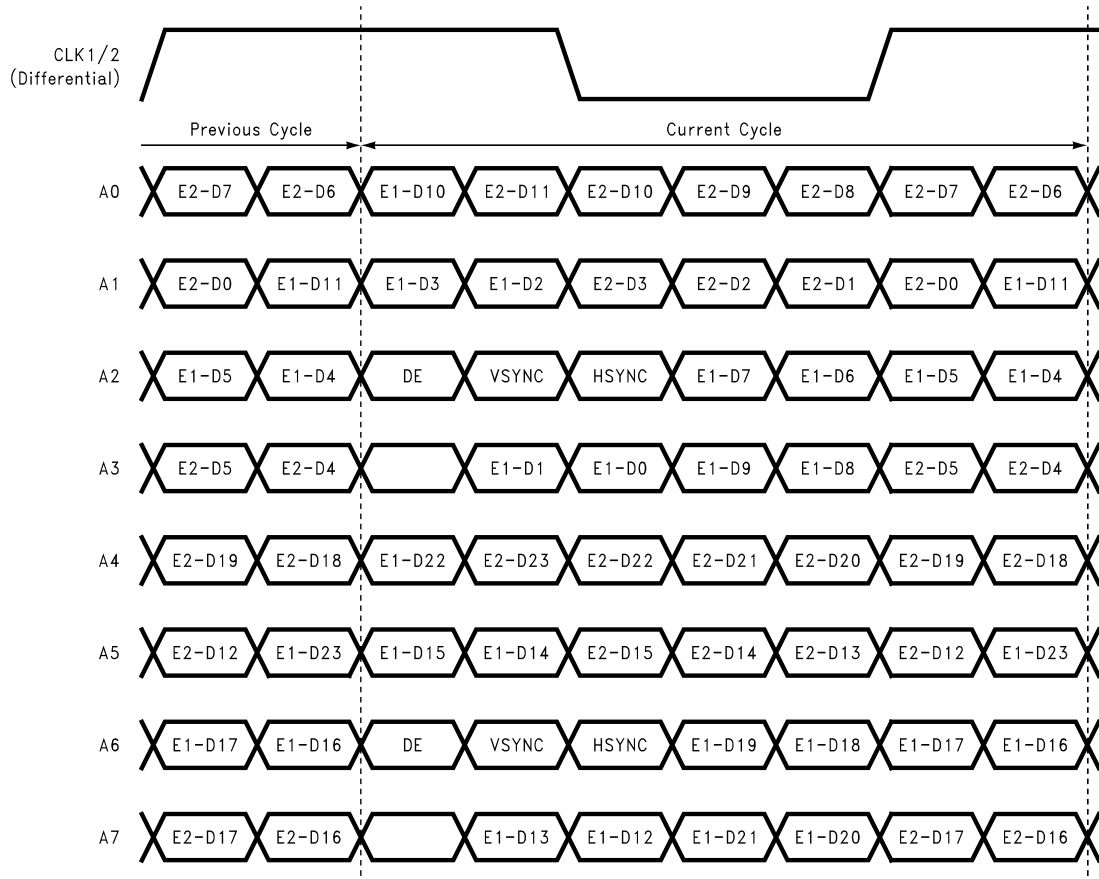 CLK1/2
(Differential)
Previous Cycle Current Cycle
A0 E2-D7 E2-D6 E1-D10 E2-D11 E2-D10 E2-D9 E2-D8 E2-D7 E2-D6
A1 E2-D0 E1-D11 E1-D3 E1-D2 E2-D3 E2-D2 E2-D1 E2-D0 E1-D11
A2 E1-D5 E1-D4 DE VSYNC HSYNC E1-D7 E1-D6 E1-D5 E1-D4
A3 E2-D5 E2-D4 E1-D1 E1-D0 E1-D9 E1-D8 E2-D5 E2-D4
A4 E2-D19 E2-D18 E1-D22 E2-D23 E2-D22 E2-D21 E2-D20 E2-D19 E2-D18
A5 E2-D12 E1-D23 E1-D15 E1-D14 E2-D15 E2-D14 E2-D13 E2-D12 E1-D23
A6 E1-D17 E1-D16 DE VSYNC HSYNC E1-D19 E1-D18 E1-D17 E1-D16
A7 E2-D17 E2-D16 E1-D13 E1-D12 E1-D21 E1-D20 E2-D17 E2-D16